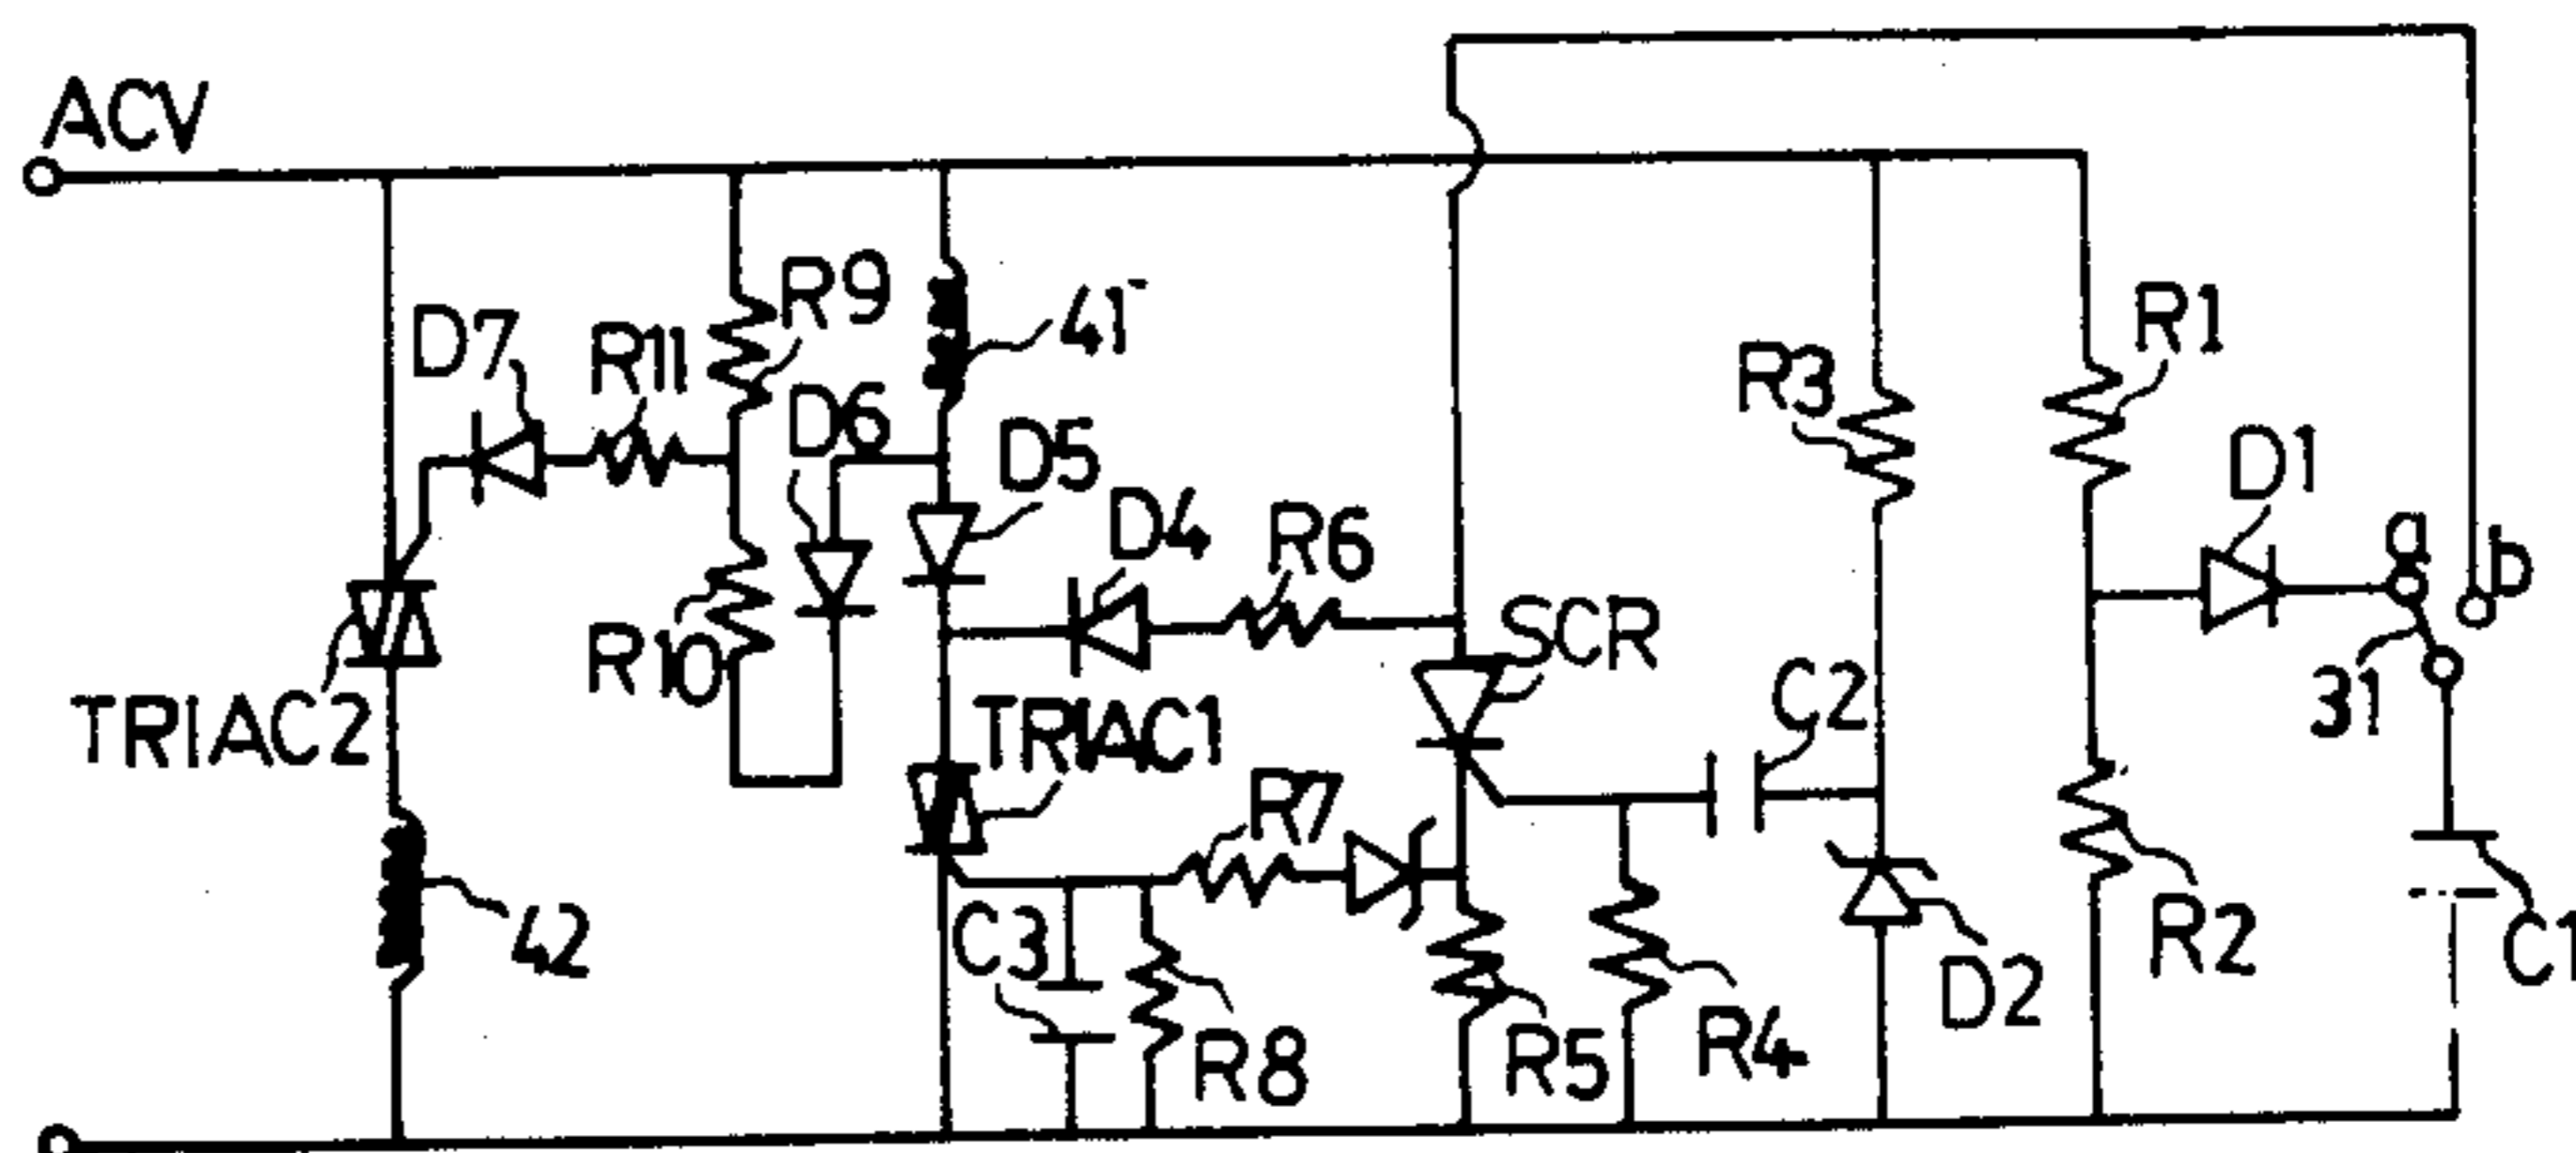 ACV
R9
41
R1
D7
R11
R3
D6
D5
D1
D4
R6
a
b
SCR
R10
C2
31
TRIAC2
TRIAC1
R7
42
C3
R2
C1
D2
R8
R5
R4